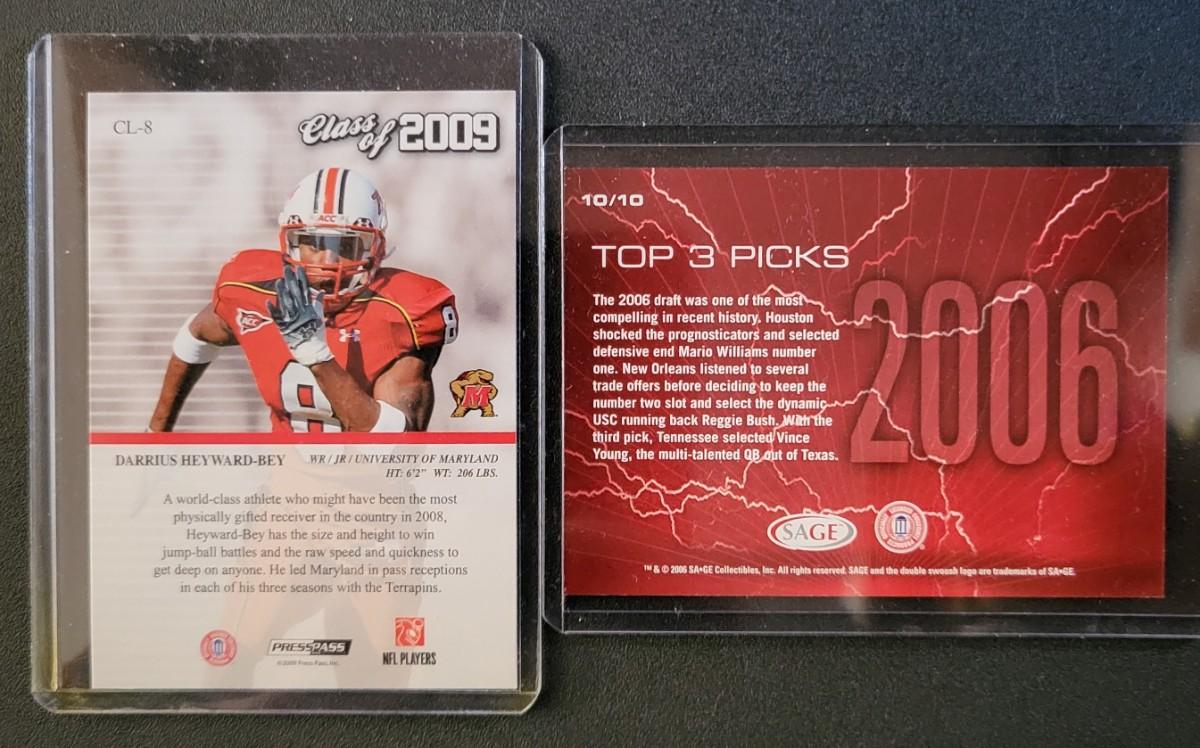 CL-8
Class of 2009
ACC
ACC
8
8
M
DARRIUS HEYWARD-BEY
WR / JR / UNIVERSITY OF MARYLAND
HT: 6'2" WT: 206 LBS.
A world-class athlete who might have been the most
physically gifted receiver in the country in 2008,
Heyward-Bey has the size and height to win
jump-ball battles and the raw speed and quickness to
get deep on anyone. He led Maryland in pass receptions
in each of his three seasons with the Terrapins.
PRESSPASS
©2009 Press Pass, Inc.
NFL PLAYERS
10/10
TOP 3 PICKS
2006
The 2006 draft was one of the most
compelling in recent history. Houston
shocked the prognosticators and selected
defensive end Mario Williams number
one. New Orleans listened to several
trade offers before deciding to keep the
number two slot and select the dynamic
USC running back Reggie Bush. With the
third pick, Tennessee selected Vince
Young, the multi-talented QB out of Texas.
SAGE
™ & © 2006 SA•GE Collectibles, Inc. All rights reserved. SAGE and the double swoosh logo are trademarks of SA•GE.